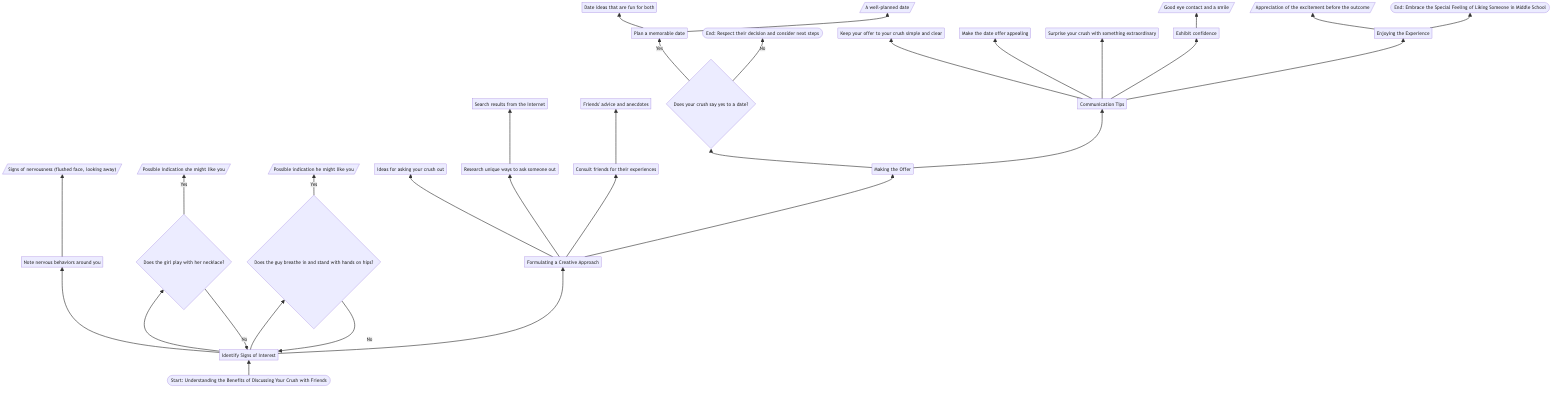 Date ideas that are fun for both
A well-planned date
Good eye contact and a smile
Appreciation of the excitement before the outcome
End: Embrace the Special Feeling of Liking Someone in Middle School
Plan a memorable date
End: Respect their decision and consider next steps
Keep your offer to your crush simple and clear
Make the date offer appealing
Surprise your crush with something extraordinary
Exhibit confidence
Enjoying the Experience
Yes
No
Search results from the Internet
Friends' advice and anecdotes
Does your crush say yes to a date?
Communication Tips
Signs of nervousness (flushed face, looking away)
Possible indication she might like you
Possible indication he might like you
Ideas for asking your crush out
Research unique ways to ask someone out
Consult friends for their experiences
Making the Offer
Yes
Yes
Note nervous behaviors around you
Does the girl play with her necklace?
Does the guy breathe in and stand with hands on hips?
Formulating a Creative Approach
No
No
Identify Signs of Interest
Start: Understanding the Benefits of Discussing Your Crush with Friends